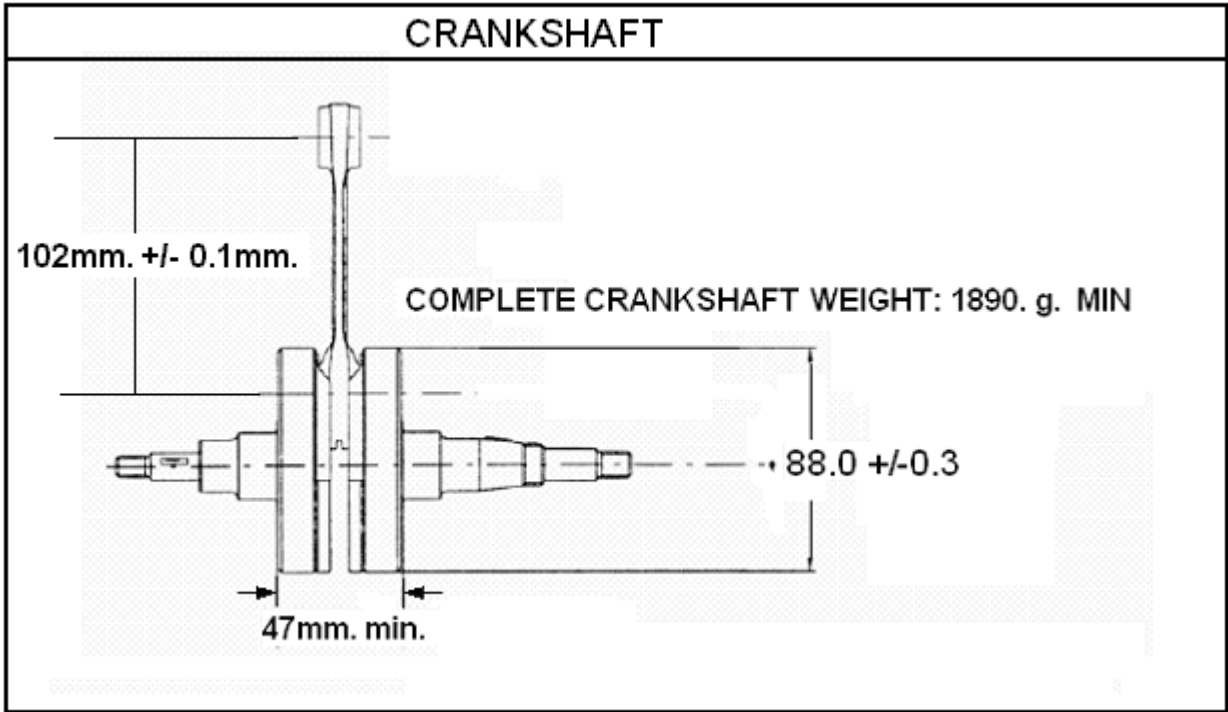 CRANKSHAFT
102mm. +/- 0.1mm.
COMPLETE CRANKSHAFT WEIGHT: 1890. g. MIN
88.0 +/-0.3
47mm. min.